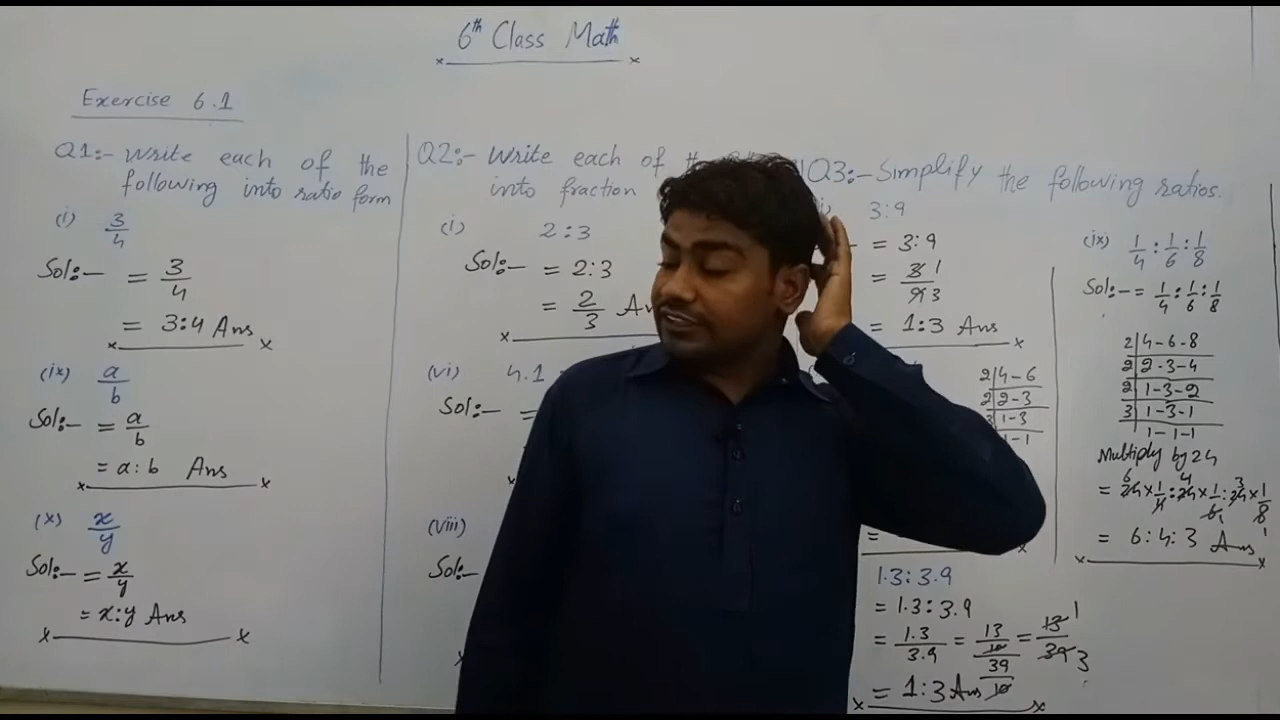 6th Class Math
Exercise 6.1
Q1:- Write each of the
following into ratio form
(i) 3/4
Sol:- = 3/4
= 3:4 Ans
(ix) a/b
Sol:- = a/b
= a:b Ans
(x) x/y
Sol:- = x/y
= x:y Ans
Q2:- Write each of
into fraction
(i) 2:3
Sol:- = 2:3
= 2/3
(vi) 4.1
Sol:- =
(viii)
Sol:-
Q3:- Simplify the following ratios.
3:9
= 3:9
= 3/9 1 3
= 1:3 Ans
2|4-6
2|2-3
1-3
1-1
1.3:3.9
= 1.3:3.9
= 1.3/3.9 = 13/10/39/10 = 13/39 1 3
= 1:3 Ans
(ix) 1/4:1/6:1/8
Sol:- = 1/4:1/6:1/8
2|4-6-8
2|2-3-4
2|1-3-2
3|1-3-1
1-1-1
Multiply by 24
= 24×1/4:24×1/6:24×1/8
= 6:4:3 Ans